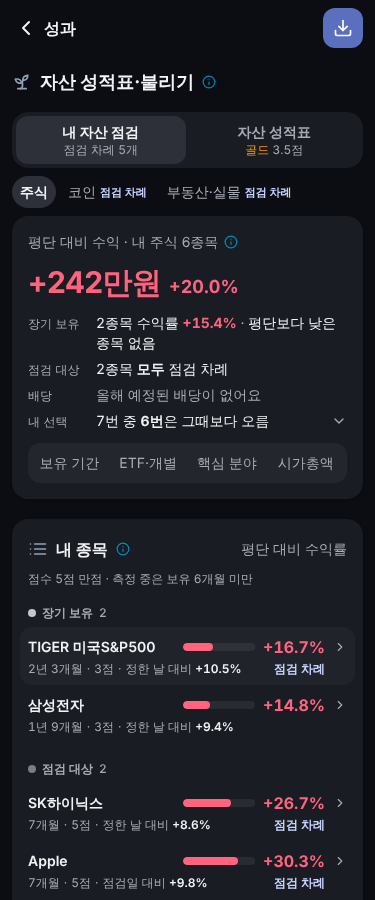 성과
자산 성적표·불리기
내 자산 점검
점검 차례 5개
자산 성적표
골드 3.5점
주식 코인 점검 차례 부동산·실물 점검 차례
평단 대비 수익 · 내 주식 6종목
+242만원 +20.0%
장기 보유 2종목 수익률 +15.4% · 평단보다 낮은
종목 없음
점검 대상 2종목 모두 점검 차례
배당 올해 예정된 배당이 없어요
내 선택 7번 중 6번은 그때보다 오름
보유 기간 ETF·개별 핵심 분야 시가총액
내 종목 평단 대비 수익률
점수 5점 만점 · 측정 중은 보유 6개월 미만
장기 보유 2
TIGER 미국S&P500 +16.7%
2년 3개월 · 3점 · 정한 날 대비 +10.5% 점검 차례
삼성전자 +14.8%
1년 9개월 · 3점 · 정한 날 대비 +9.4%
점검 대상 2
SK하이닉스 +26.7%
7개월 · 5점 · 정한 날 대비 +8.6% 점검 차례
Apple +30.3%
7개월 · 5점 · 점검일 대비 +9.8% 점검 차례